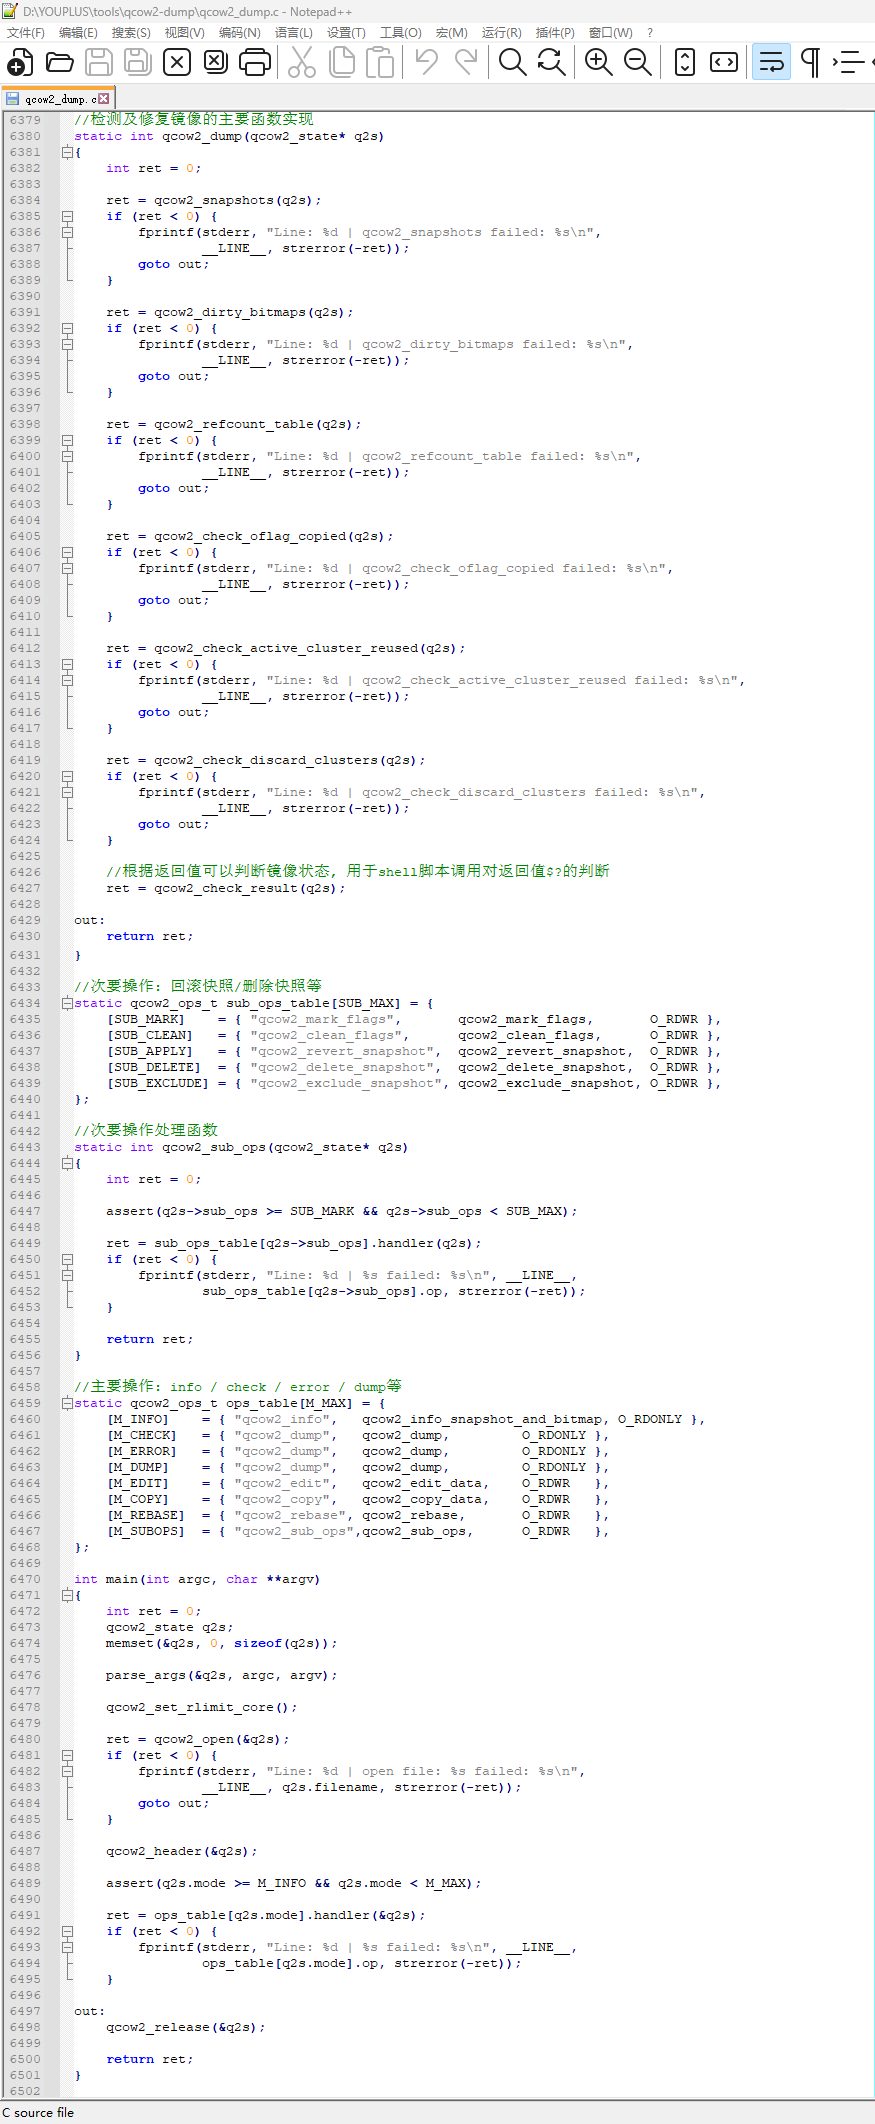 D:\YOUPLUS\tools\qcow2-dump\qcow2_dump.c - Notepad++
文件(F) 编辑(E) 搜索(S) 视图(V) 编码(N) 语言(L) 设置(T) 工具(O) 宏(M) 运行(R) 插件(P) 窗口(W) ?
qcow2_dump.c
6379 //检测及修复镜像的主要函数实现
6380 static int qcow2_dump(qcow2_state* q2s)
6381 {
6382     int ret = 0;
6383
6384     ret = qcow2_snapshots(q2s);
6385     if (ret < 0) {
6386         fprintf(stderr, "Line: %d | qcow2_snapshots failed: %s\n",
6387                 __LINE__, strerror(-ret));
6388         goto out;
6389     }
6390
6391     ret = qcow2_dirty_bitmaps(q2s);
6392     if (ret < 0) {
6393         fprintf(stderr, "Line: %d | qcow2_dirty_bitmaps failed: %s\n",
6394                 __LINE__, strerror(-ret));
6395         goto out;
6396     }
6397
6398     ret = qcow2_refcount_table(q2s);
6399     if (ret < 0) {
6400         fprintf(stderr, "Line: %d | qcow2_refcount_table failed: %s\n",
6401                 __LINE__, strerror(-ret));
6402         goto out;
6403     }
6404
6405     ret = qcow2_check_oflag_copied(q2s);
6406     if (ret < 0) {
6407         fprintf(stderr, "Line: %d | qcow2_check_oflag_copied failed: %s\n",
6408                 __LINE__, strerror(-ret));
6409         goto out;
6410     }
6411
6412     ret = qcow2_check_active_cluster_reused(q2s);
6413     if (ret < 0) {
6414         fprintf(stderr, "Line: %d | qcow2_check_active_cluster_reused failed: %s\n",
6415                 __LINE__, strerror(-ret));
6416         goto out;
6417     }
6418
6419     ret = qcow2_check_discard_clusters(q2s);
6420     if (ret < 0) {
6421         fprintf(stderr, "Line: %d | qcow2_check_discard_clusters failed: %s\n",
6422                 __LINE__, strerror(-ret));
6423         goto out;
6424     }
6425
6426     //根据返回值可以判断镜像状态, 用于shell脚本调用对返回值$?的判断
6427     ret = qcow2_check_result(q2s);
6428
6429 out:
6430     return ret;
6431 }
6432
6433 //次要操作: 回滚快照/删除快照等
6434 static qcow2_ops_t sub_ops_table[SUB_MAX] = {
6435     [SUB_MARK]    = { "qcow2_mark_flags",       qcow2_mark_flags,       O_RDWR },
6436     [SUB_CLEAN]   = { "qcow2_clean_flags",      qcow2_clean_flags,      O_RDWR },
6437     [SUB_APPLY]   = { "qcow2_revert_snapshot",  qcow2_revert_snapshot,  O_RDWR },
6438     [SUB_DELETE]  = { "qcow2_delete_snapshot",  qcow2_delete_snapshot,  O_RDWR },
6439     [SUB_EXCLUDE] = { "qcow2_exclude_snapshot", qcow2_exclude_snapshot, O_RDWR },
6440 };
6441
6442 //次要操作处理函数
6443 static int qcow2_sub_ops(qcow2_state* q2s)
6444 {
6445     int ret = 0;
6446
6447     assert(q2s->sub_ops >= SUB_MARK && q2s->sub_ops < SUB_MAX);
6448
6449     ret = sub_ops_table[q2s->sub_ops].handler(q2s);
6450     if (ret < 0) {
6451         fprintf(stderr, "Line: %d | %s failed: %s\n", __LINE__,
6452                 sub_ops_table[q2s->sub_ops].op, strerror(-ret));
6453     }
6454
6455     return ret;
6456 }
6457
6458 //主要操作: info / check / error / dump等
6459 static qcow2_ops_t ops_table[M_MAX] = {
6460     [M_INFO]    = { "qcow2_info",   qcow2_info_snapshot_and_bitmap, O_RDONLY },
6461     [M_CHECK]   = { "qcow2_dump",   qcow2_dump,         O_RDONLY },
6462     [M_ERROR]   = { "qcow2_dump",   qcow2_dump,         O_RDONLY },
6463     [M_DUMP]    = { "qcow2_dump",   qcow2_dump,         O_RDONLY },
6464     [M_EDIT]    = { "qcow2_edit",   qcow2_edit_data,    O_RDWR   },
6465     [M_COPY]    = { "qcow2_copy",   qcow2_copy_data,    O_RDWR   },
6466     [M_REBASE]  = { "qcow2_rebase", qcow2_rebase,       O_RDWR   },
6467     [M_SUBOPS]  = { "qcow2_sub_ops",qcow2_sub_ops,      O_RDWR   },
6468 };
6469
6470 int main(int argc, char **argv)
6471 {
6472     int ret = 0;
6473     qcow2_state q2s;
6474     memset(&q2s, 0, sizeof(q2s));
6475
6476     parse_args(&q2s, argc, argv);
6477
6478     qcow2_set_rlimit_core();
6479
6480     ret = qcow2_open(&q2s);
6481     if (ret < 0) {
6482         fprintf(stderr, "Line: %d | open file: %s failed: %s\n",
6483                 __LINE__, q2s.filename, strerror(-ret));
6484         goto out;
6485     }
6486
6487     qcow2_header(&q2s);
6488
6489     assert(q2s.mode >= M_INFO && q2s.mode < M_MAX);
6490
6491     ret = ops_table[q2s.mode].handler(&q2s);
6492     if (ret < 0) {
6493         fprintf(stderr, "Line: %d | %s failed: %s\n", __LINE__,
6494                 ops_table[q2s.mode].op, strerror(-ret));
6495     }
6496
6497 out:
6498     qcow2_release(&q2s);
6499
6500     return ret;
6501 }
6502
C source file